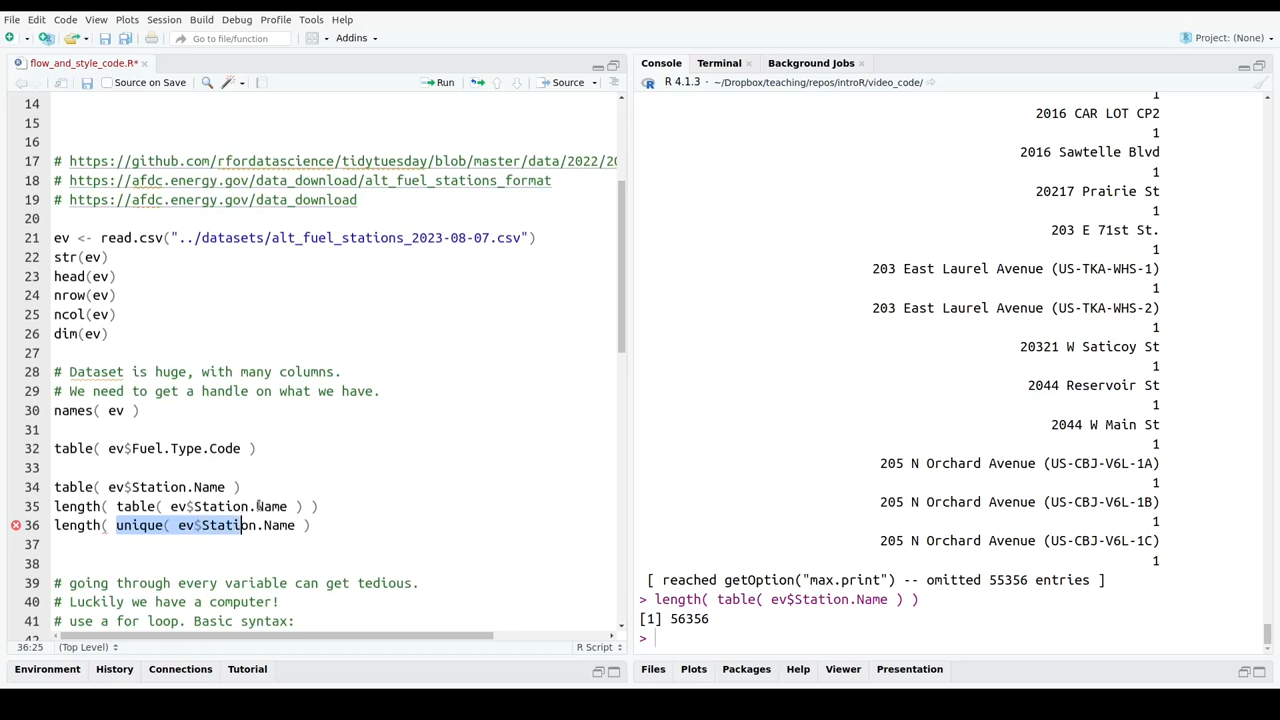 File Edit Code View Plots Session Build Debug Profile Tools Help
Go to file/function Addins Project: (None)
flow_and_style_code.R*
Source on Save Run Source
14
15
16
17 # https://github.com/rfordatascience/tidytuesday/blob/master/data/2022/20
18 # https://afdc.energy.gov/data_download/alt_fuel_stations_format
19 # https://afdc.energy.gov/data_download
20
21 ev <- read.csv("../datasets/alt_fuel_stations_2023-08-07.csv")
22 str(ev)
23 head(ev)
24 nrow(ev)
25 ncol(ev)
26 dim(ev)
27
28 # Dataset is huge, with many columns.
29 # We need to get a handle on what we have.
30 names( ev )
31
32 table( ev$Fuel.Type.Code )
33
34 table( ev$Station.Name )
35 length( table( ev$Station.Name ) )
36 length( unique( ev$Station.Name )
37
38
39 # going through every variable can get tedious.
40 # Luckily we have a computer!
41 # use a for loop. Basic syntax:
42
36:25 (Top Level) R Script
Environment History Connections Tutorial
Console Terminal Background Jobs
R 4.1.3 · ~/Dropbox/teaching/repos/introR/video_code/
1
2016 CAR LOT CP2
1
2016 Sawtelle Blvd
1
20217 Prairie St
1
203 E 71st St.
1
203 East Laurel Avenue (US-TKA-WHS-1)
1
203 East Laurel Avenue (US-TKA-WHS-2)
1
20321 W Saticoy St
1
2044 Reservoir St
1
2044 W Main St
1
205 N Orchard Avenue (US-CBJ-V6L-1A)
1
205 N Orchard Avenue (US-CBJ-V6L-1B)
1
205 N Orchard Avenue (US-CBJ-V6L-1C)
1
[ reached getOption("max.print") -- omitted 55356 entries ]
> length( table( ev$Station.Name ) )
[1] 56356
>
Files Plots Packages Help Viewer Presentation